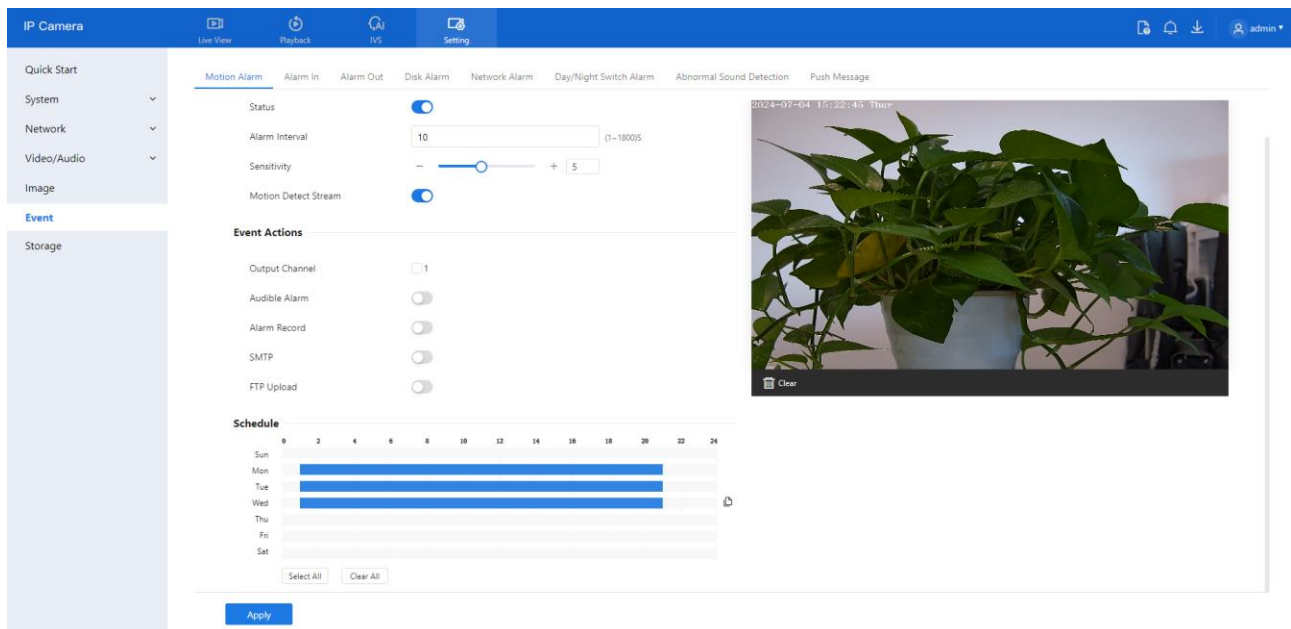 IP Camera
Live View Playback IVS Setting
admin
Quick Start
System
Network
Video/Audio
Image
Event
Storage
Motion Alarm Alarm In Alarm Out Disk Alarm Network Alarm Day/Night Switch Alarm Abnormal Sound Detection Push Message
Status
Alarm Interval 10 (1~1800)S
Sensitivity − + 5
Motion Detect Stream
Event Actions
Output Channel 1
Audible Alarm
Alarm Record
SMTP
FTP Upload
2024-07-04 15:22:45 Thur
Clear
Schedule
0 2 4 6 8 10 12 14 16 18 20 22 24
Sun
Mon
Tue
Wed
Thu
Fri
Sat
Select All Clear All
Apply